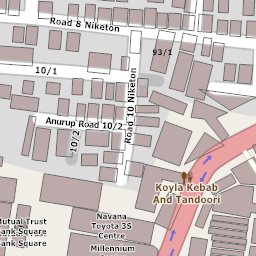 Road 8 Niketon
93/1
10/1
Road 10 Niketon
Anurup Road 10/2
10/2
Koyla Kebab
And Tandoori
Mutual Trust
Bank Square
Bank Square
Navana
Toyota 3S
Centre
Millennium